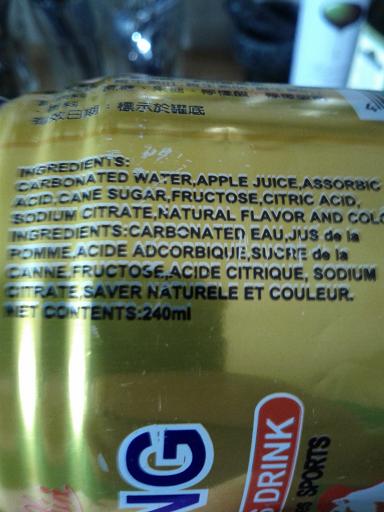 有效日期：標示於罐底
INGREDIENTS:
CARBONATED WATER,APPLE JUICE,ASSORBIC
ACID,CANE SUGAR,FRUCTOSE,CITRIC ACID,
SODIUM CITRATE,NATURAL FLAVOR AND COLO
INGREDIENTS:CARBONATED EAU,JUS de la
POMME,ACIDE ADCORBIQUE,SUCRE de la
CANNE,FRUCTOSE,ACIDE CITRIQUE, SODIUM
CITRATE,SAVER NATURELE ET COULEUR.
NET CONTENTS:240ml
NG
S DRINK
SPORTS